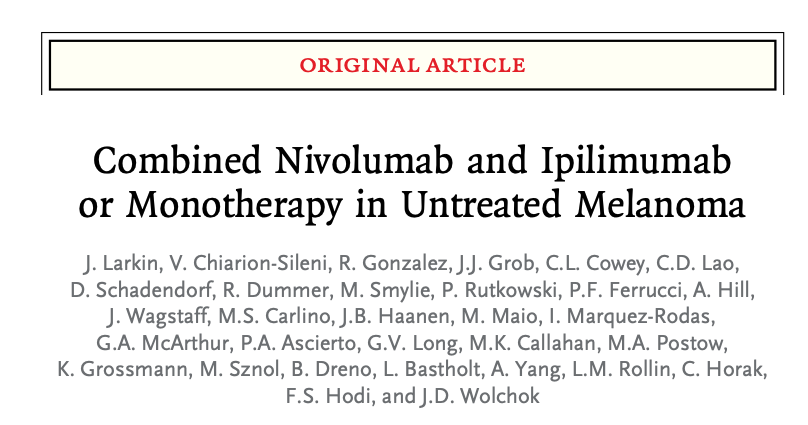 ORIGINAL ARTICLE
Combined Nivolumab and Ipilimumab
or Monotherapy in Untreated Melanoma
J. Larkin, V. Chiarion-Sileni, R. Gonzalez, J.J. Grob, C.L. Cowey, C.D. Lao,
D. Schadendorf, R. Dummer, M. Smylie, P. Rutkowski, P.F. Ferrucci, A. Hill,
J. Wagstaff, M.S. Carlino, J.B. Haanen, M. Maio, I. Marquez-Rodas,
G.A. McArthur, P.A. Ascierto, G.V. Long, M.K. Callahan, M.A. Postow,
K. Grossmann, M. Sznol, B. Dreno, L. Bastholt, A. Yang, L.M. Rollin, C. Horak,
F.S. Hodi, and J.D. Wolchok